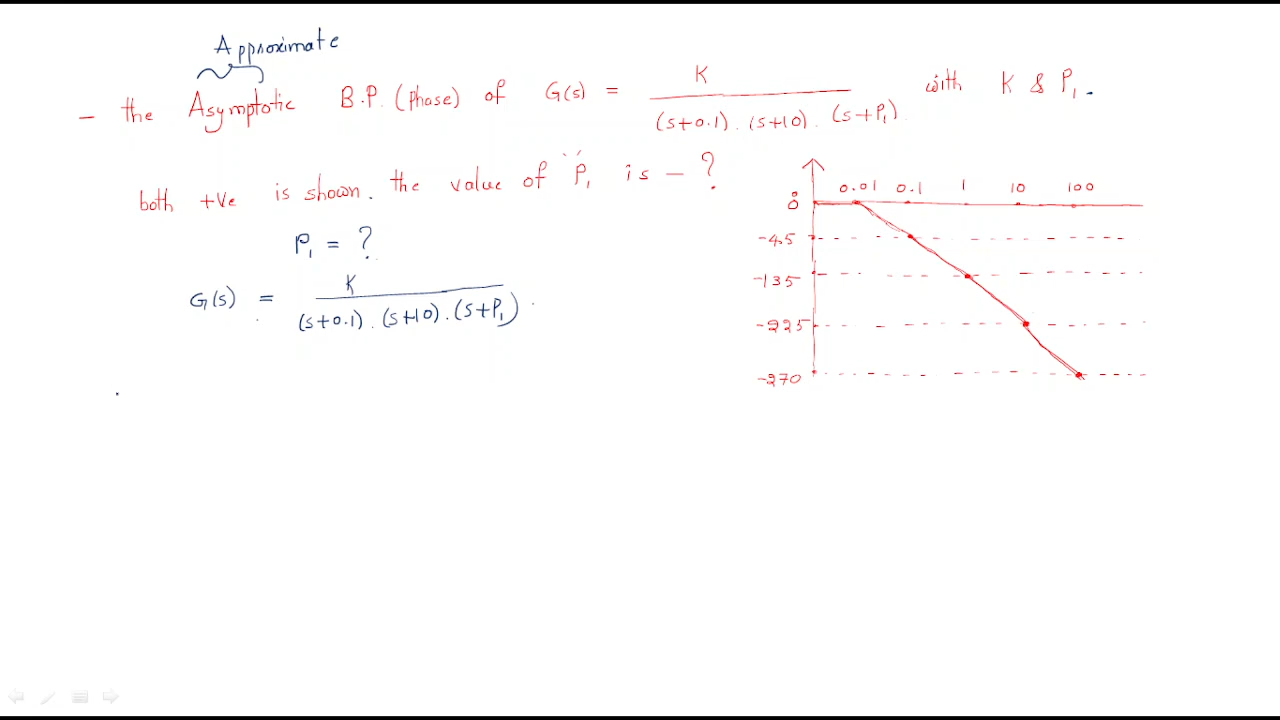 Approximate
- the Asymptotic B.P. (phase) of G(s) = K / (s+0.1) . (s+10) . (s+P₁) with K & P₁.
both +Ve is shown. the value of "P₁ is - ?
P₁ = ?
G(s) = K / (s+0.1) . (s+10) . (s+P₁)
0.01 0.1 1 10 100
0°
-45
-135
-225
-270